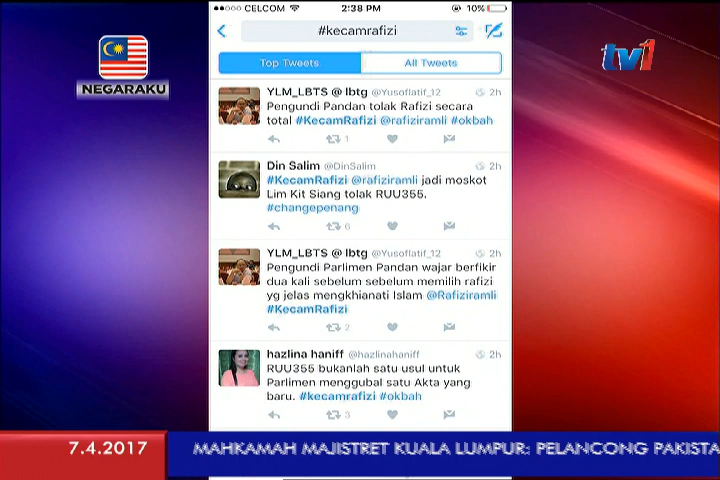 ●●○○○ CELCOM 2:38 PM 10%
#kecamrafizi
Top Tweets All Tweets
NEGARAKU
tv1
YLM_LBTS @ lbtg @Yusoflatif_12 2h
Pengundi Pandan tolak Rafizi secara
total #KecamRafizi @rafiziramli #okbah
1
Din Salim @DinSalim 2h
#KecamRafizi @rafiziramli jadi moskot
Lim Kit Siang tolak RUU355.
#changepenang
6
YLM_LBTS @ lbtg @Yusoflatif_12 2h
Pengundi Parlimen Pandan wajar berfikir
dua kali sebelum sebelum memilih rafizi
yg jelas mengkhianati Islam @Rafiziramli
#KecamRafizi
2
hazlina haniff @hazlinahaniff 2h
RUU355 bukanlah satu usul untuk
Parlimen menggubal satu Akta yang
baru. #kecamrafizi #okbah
3
7.4.2017 MAHKAMAH MAJISTRET KUALA LUMPUR: PELANCONG PAKISTA